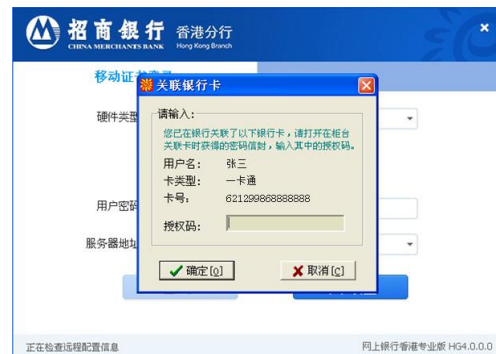 招商银行 香港分行
CHINA MERCHANTS BANK Hong Kong Branch
移动证
关联银行卡
硬件类型
请输入:
您已在银行关联了以下银行卡，请打开在柜台
关联卡时获得的密码信封，输入其中的授权码。
用户名: 张三
卡类型: 一卡通
卡号: 621299868888888
用户密码
授权码:
服务器地址
确定[O] 取消[C]
正在检查远程配置信息 网上银行香港专业版 HG4.0.0.0